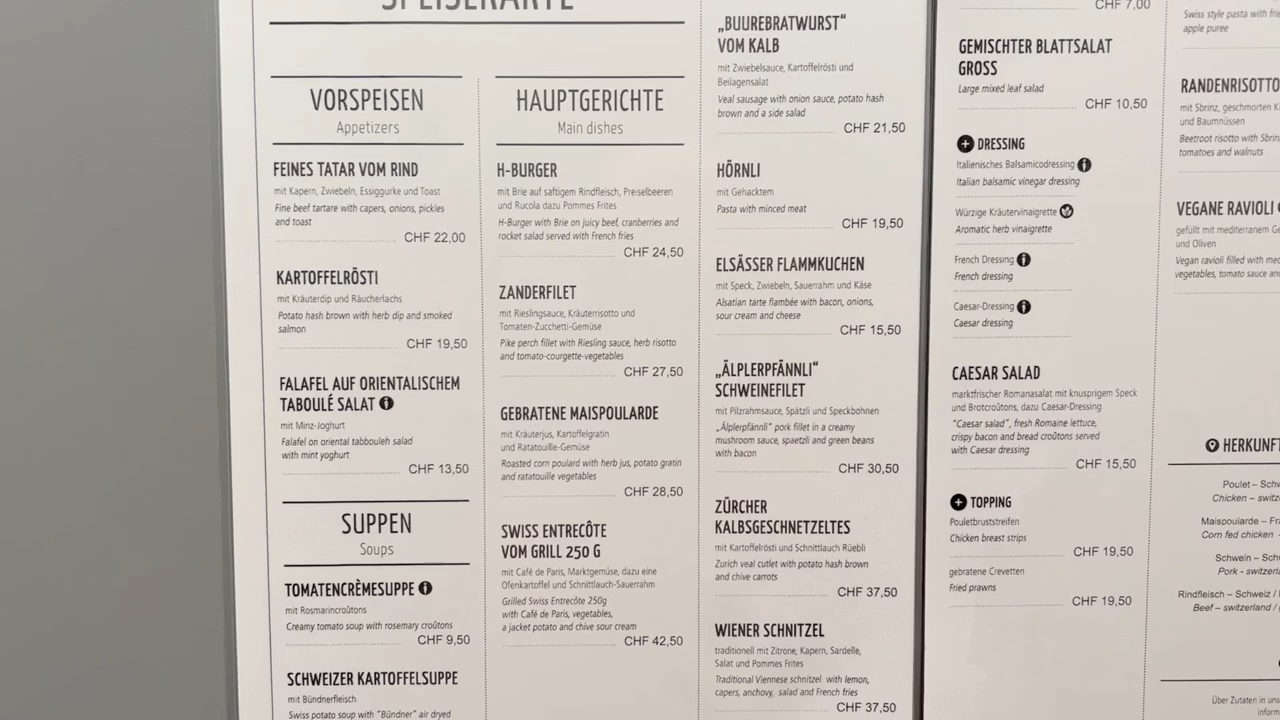 SPEISEKARTE
VORSPEISEN
Appetizers
FEINES TATAR VOM RIND
mit Kapern, Zwiebeln, Essiggurke und Toast
Fine beef tartare with capers, onions, pickles
and toast
CHF 22,00
KARTOFFELRÖSTI
mit Kräuterdip und Räucherlachs
Potato hash brown with herb dip and smoked
salmon
CHF 19,50
FALAFEL AUF ORIENTALISCHEM
TABOULÉ SALAT
mit Minz-Joghurt
Falafel on oriental tabbouleh salad
with mint yoghurt
CHF 13,50
SUPPEN
Soups
TOMATENCRÈMESUPPE
mit Rosmarincroûtons
Creamy tomato soup with rosemary croûtons
CHF 9,50
SCHWEIZER KARTOFFELSUPPE
mit Bündnerfleisch
Swiss potato soup with "Bündner" air dried
HAUPTGERICHTE
Main dishes
H-BURGER
mit Brie auf saftigem Rindfleisch, Preiselbeeren
und Rucola dazu Pommes Frites
H-Burger with Brie on juicy beef, cranberries and
rocket salad served with French fries
CHF 24,50
ZANDERFILET
mit Rieslingsauce, Kräuterrisotto und
Tomaten-Zucchetti-Gemüse
Pike perch fillet with Riesling sauce, herb risotto
and tomato-courgette-vegetables
CHF 27,50
GEBRATENE MAISPOULARDE
mit Kräuterjus, Kartoffelgratin
und Ratatouille-Gemüse
Roasted corn poulard with herb jus, potato gratin
and ratatouille vegetables
CHF 28,50
SWISS ENTRECÔTE
VOM GRILL 250 G
mit Café de Paris, Marktgemüse, dazu eine
Ofenkartoffel und Schnittlauch-Sauerrahm
Grilled Swiss Entrecôte 250g
with Café de Paris, vegetables,
a jacket potato and chive sour cream
CHF 42,50
„BUUREBRATWURST“
VOM KALB
mit Zwiebelsauce, Kartoffelrösti und
Beilagensalat
Veal sausage with onion sauce, potato hash
brown and a side salad
CHF 21,50
HÖRNLI
mit Gehacktem
Pasta with minced meat
CHF 19,50
ELSÄSSER FLAMMKUCHEN
mit Speck, Zwiebeln, Sauerrahm und Käse
Alsatian tarte flambée with bacon, onions,
sour cream and cheese
CHF 15,50
„ÄLPLERPFÄNNLI“
SCHWEINEFILET
mit Pilzrahmsauce, Spätzli und Speckbohnen
„Älplerpfännli“ pork fillet in a creamy
mushroom sauce, spaetzli and green beans
with bacon
CHF 30,50
ZÜRCHER
KALBSGESCHNETZELTES
mit Kartoffelrösti und Schnittlauch Rüebli
Zurich veal cutlet with potato hash brown
and chive carrots
CHF 37,50
WIENER SCHNITZEL
traditionell mit Zitrone, Kapern, Sardelle,
Salat und Pommes Frites
Traditional Viennese schnitzel with lemon,
capers, anchovy, salad and French fries
CHF 37,50
CHF 7,00
GEMISCHTER BLATTSALAT
GROSS
Large mixed leaf salad
CHF 10,50
DRESSING
Italienisches Balsamicodressing
Italian balsamic vinegar dressing
Würzige Kräutervinaigrette
Aromatic herb vinaigrette
French Dressing
French dressing
Caesar-Dressing
Caesar dressing
CAESAR SALAD
marktfrischer Romanasalat mit knusprigem Speck
und Brotcroûtons, dazu Caesar-Dressing
"Caesar salad", fresh Romaine lettuce,
crispy bacon and bread croûtons served
with Caesar dressing
CHF 15,50
TOPPING
Pouletbruststreifen
Chicken breast strips
CHF 19,50
gebratene Crevetten
Fried prawns
CHF 19,50
Swiss style pasta with
apple puree
RANDENRISOTTO
mit Sbrinz, geschmorten
und Baumnüssen
Beetroot risotto with
tomatoes and walnuts
VEGANE RAVIOLI
gefüllt mit mediterranem
und Oliven
Vegan ravioli filled with
vegetables, tomato sauce
HERKUNFT
Poulet –
Chicken –
Maispoularde –
Corn fed chicken -
Schwein –
Pork -
Rindfleisch – Schweiz /
Beef – switzerland /
Über Zutaten in